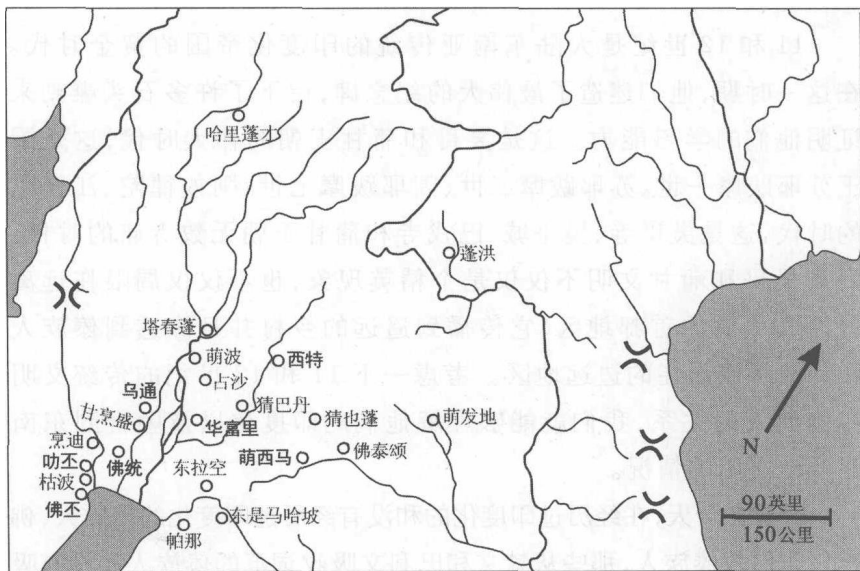 哈里蓬才
蓬洪
塔春蓬
萌波
西特
占沙
乌通
猜巴丹
甘烹盛
华富里
猜也蓬
萌发地
烹迪
叻丕
佛统
萌西马
佛泰颂
枯波
东拉空
佛丕
东是马哈坡
帕那
N
90英里
150公里